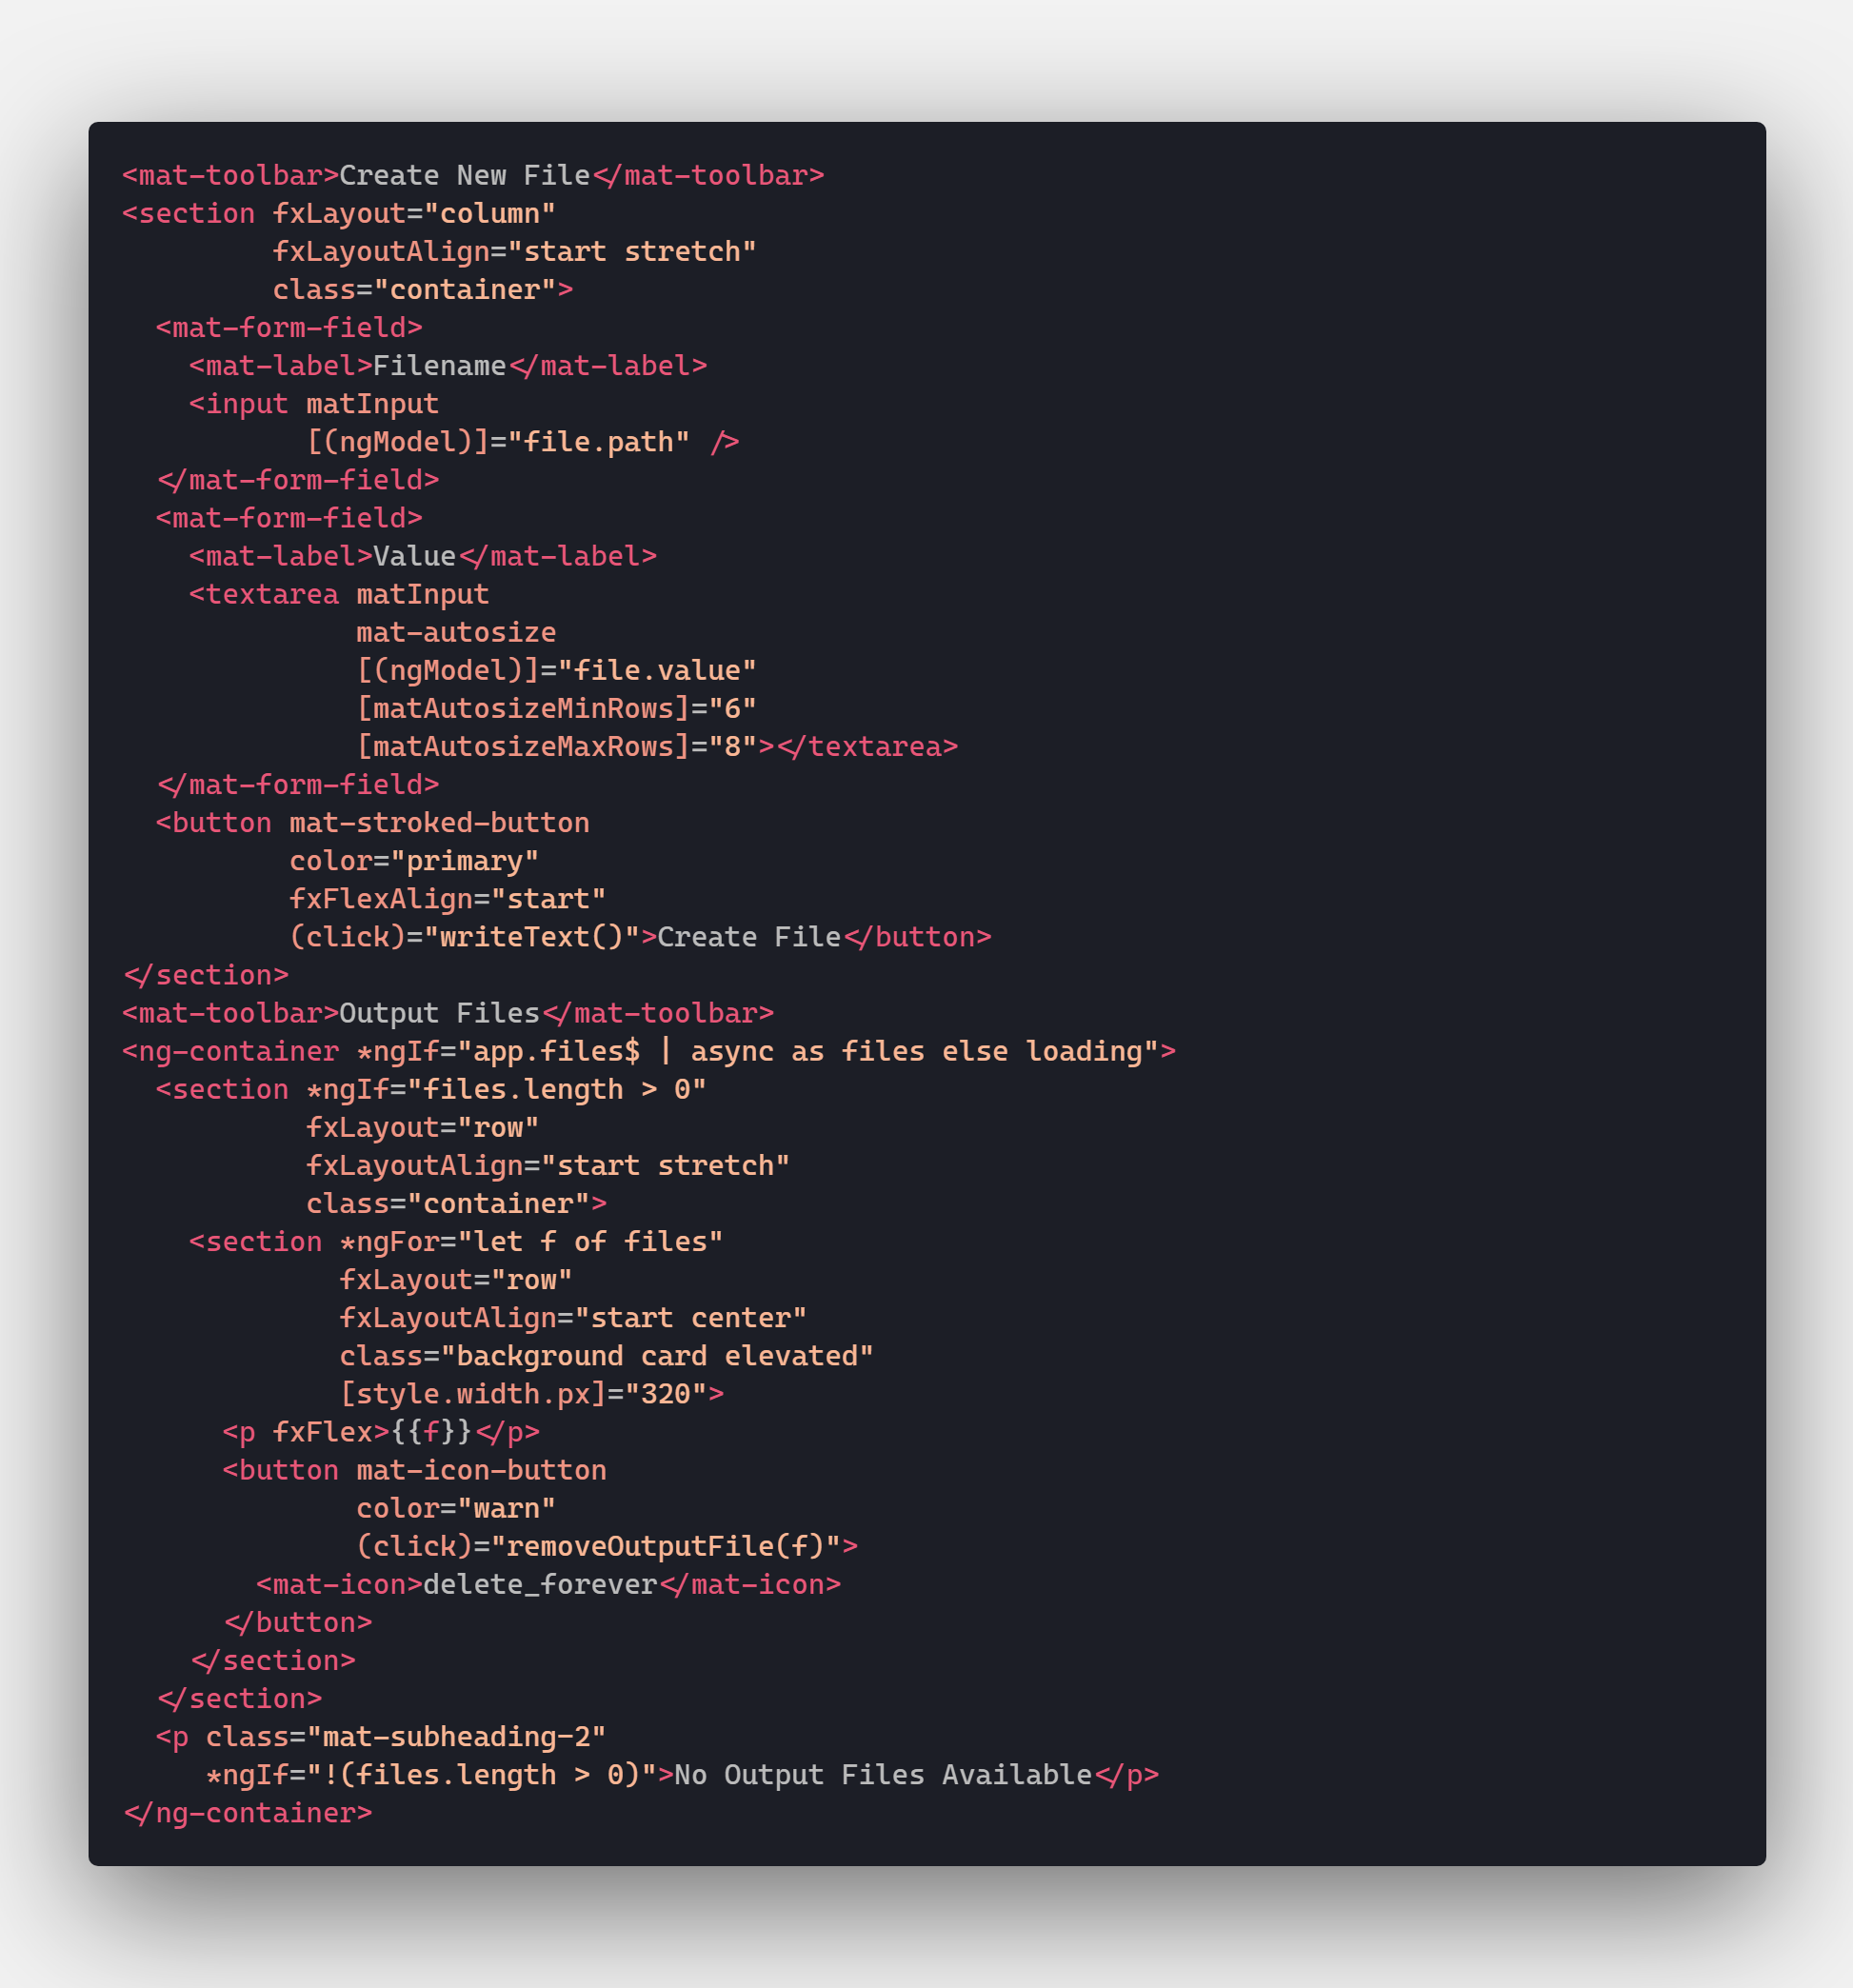 <mat-toolbar>Create New File</mat-toolbar>
<section fxLayout="column"
         fxLayoutAlign="start stretch"
         class="container">
  <mat-form-field>
    <mat-label>Filename</mat-label>
    <input matInput
           [(ngModel)]="file.path" />
  </mat-form-field>
  <mat-form-field>
    <mat-label>Value</mat-label>
    <textarea matInput
              mat-autosize
              [(ngModel)]="file.value"
              [matAutosizeMinRows]="6"
              [matAutosizeMaxRows]="8"></textarea>
  </mat-form-field>
  <button mat-stroked-button
          color="primary"
          fxFlexAlign="start"
          (click)="writeText()">Create File</button>
</section>
<mat-toolbar>Output Files</mat-toolbar>
<ng-container *ngIf="app.files$ | async as files else loading">
  <section *ngIf="files.length > 0"
           fxLayout="row"
           fxLayoutAlign="start stretch"
           class="container">
    <section *ngFor="let f of files"
             fxLayout="row"
             fxLayoutAlign="start center"
             class="background card elevated"
             [style.width.px]="320">
      <p fxFlex>{{f}}</p>
      <button mat-icon-button
              color="warn"
              (click)="removeOutputFile(f)">
        <mat-icon>delete_forever</mat-icon>
      </button>
    </section>
  </section>
  <p class="mat-subheading-2"
     *ngIf="!(files.length > 0)">No Output Files Available</p>
</ng-container>